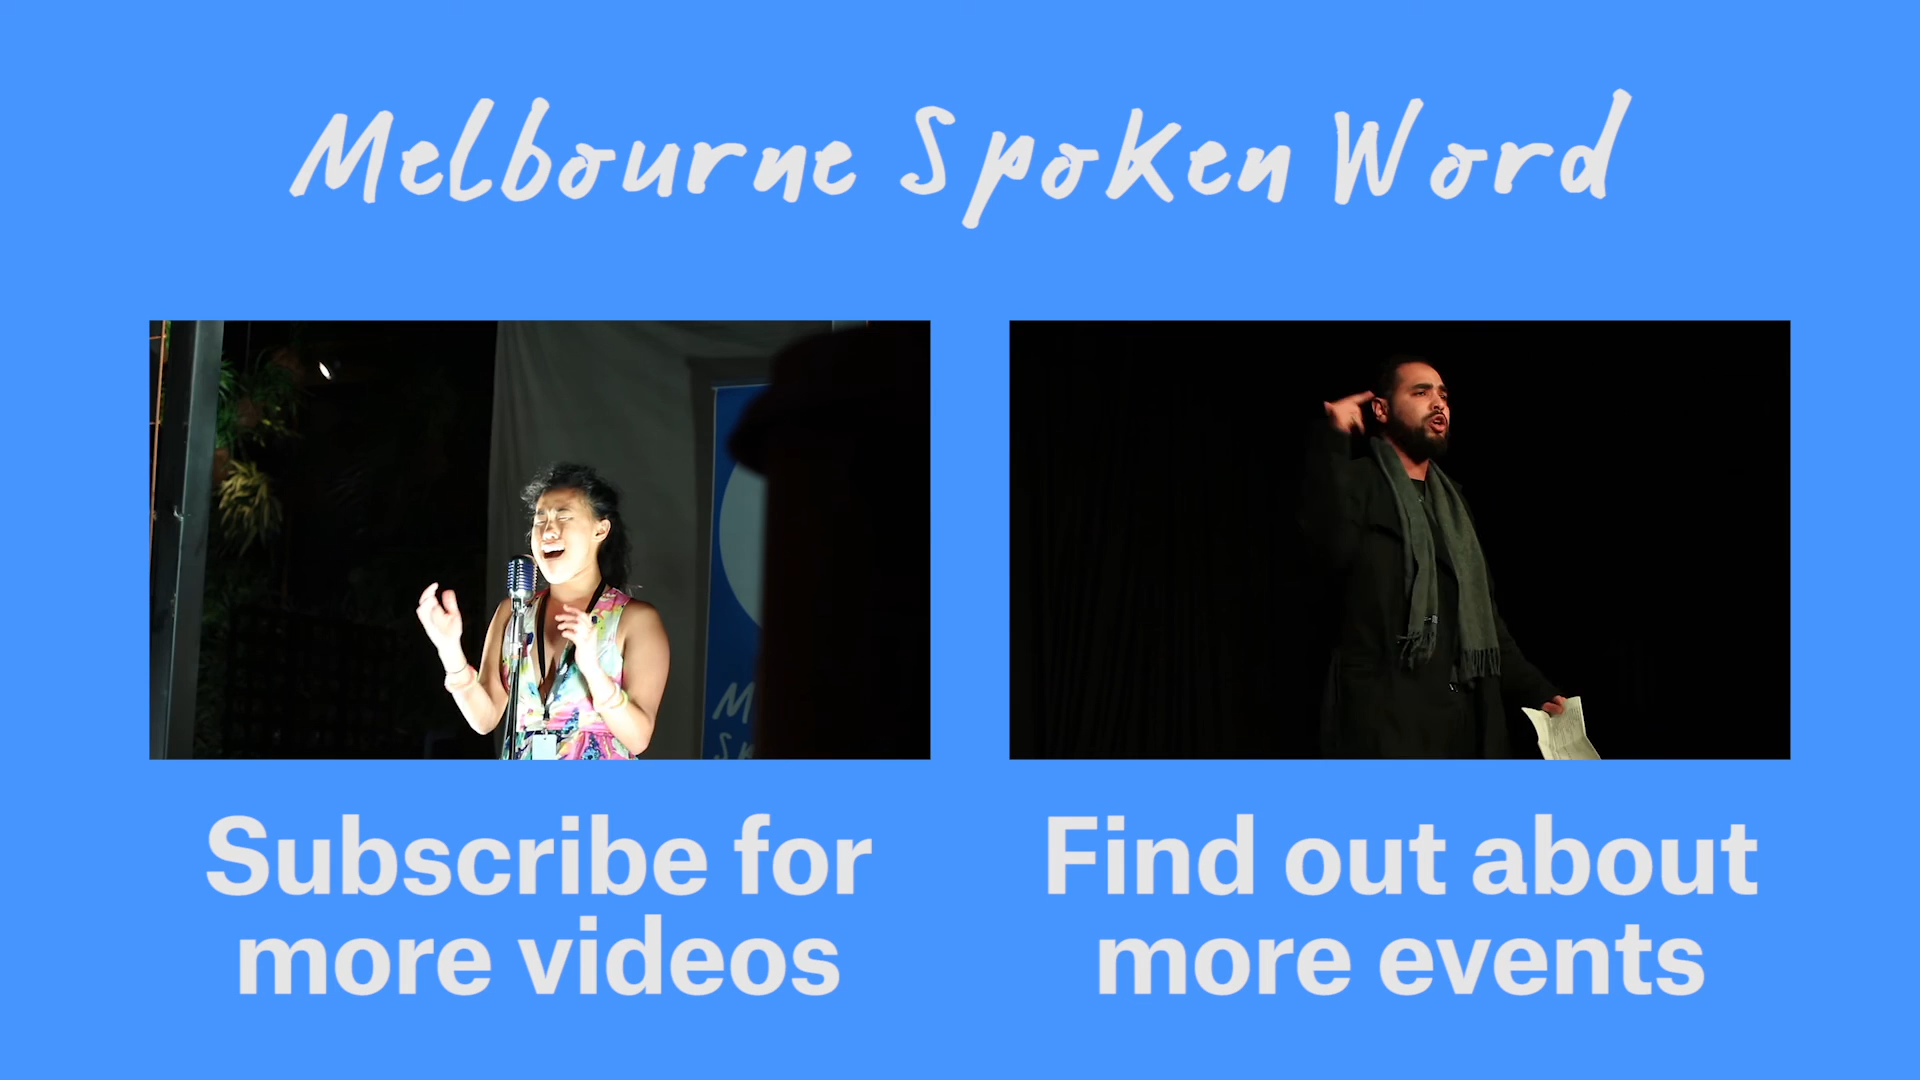 Melbourne Spoken Word
Subscribe for
more videos
Find out about
more events